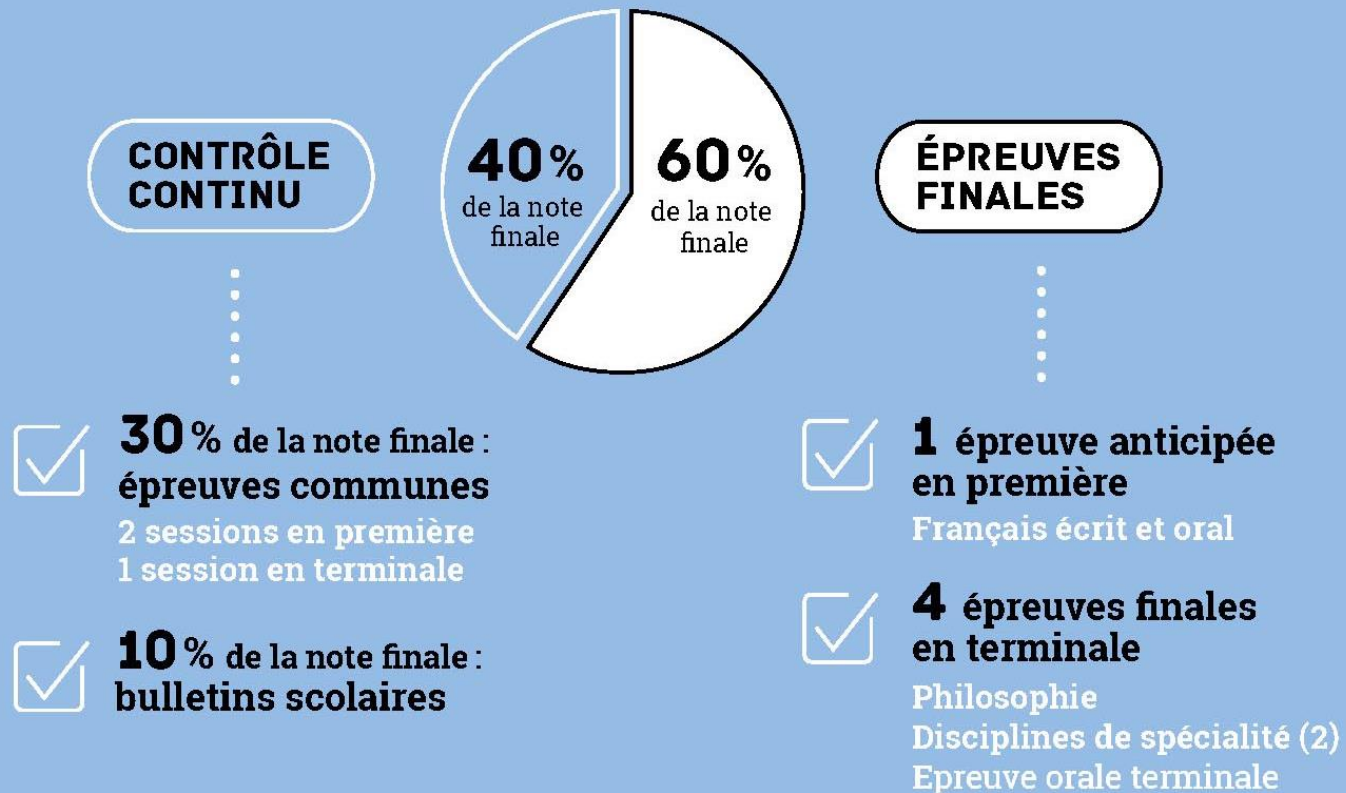 CONTRÔLE
CONTINU
40%
de la note
finale
60%
de la note
finale
ÉPREUVES
FINALES
30% de la note finale :
épreuves communes
2 sessions en première
1 session en terminale
10% de la note finale :
bulletins scolaires
1 épreuve anticipée
en première
Français écrit et oral
4 épreuves finales
en terminale
Philosophie
Disciplines de spécialité (2)
Epreuve orale terminale